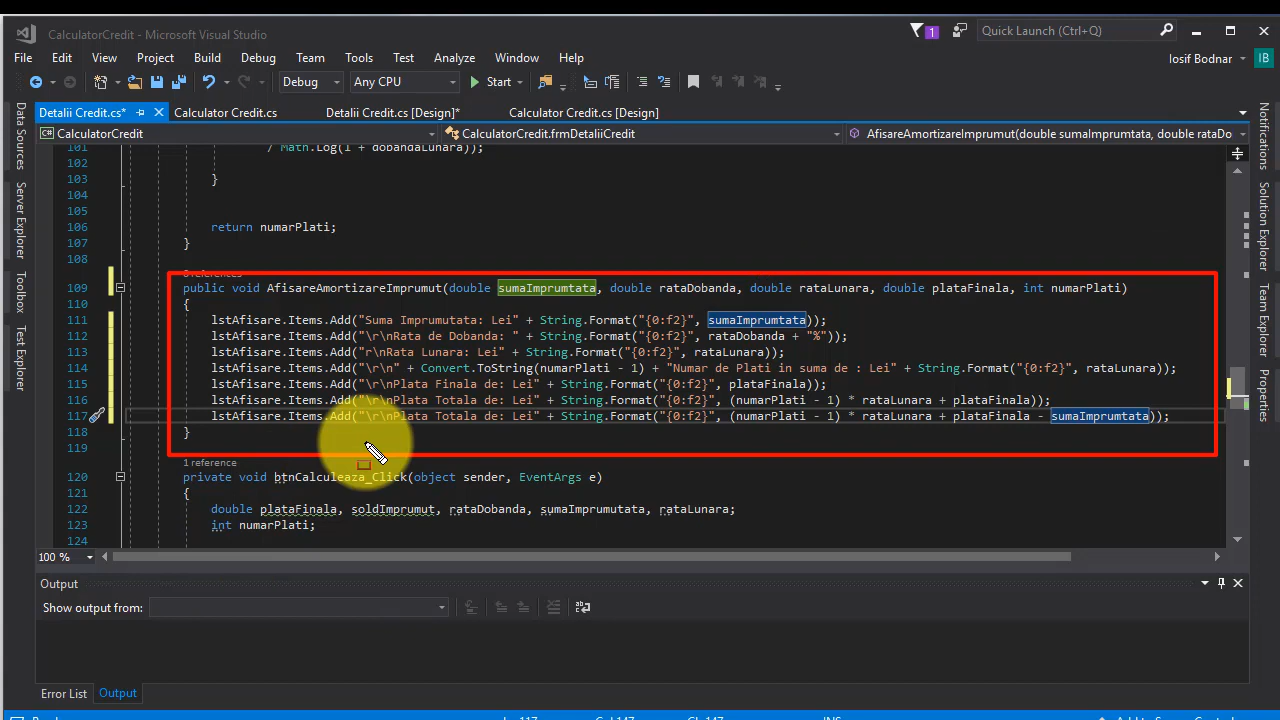 CalculatorCredit - Microsoft Visual Studio
1
Quick Launch (Ctrl+Q)
File Edit View Project Build Debug Team Tools Test Analyze Window Help
Iosif Bodnar IB
Debug Any CPU Start
Detalii Credit.cs* Calculator Credit.cs Detalii Credit.cs [Design]* Calculator Credit.cs [Design]
C# CalculatorCredit CalculatorCredit.frmDetaliiCredit AfisareAmortizareImprumut(double sumaImprumtata, double rataDo
Data Sources
Server Explorer
Toolbox
Test Explorer
101 / Math.Log(1 + dobandaLunara));
102
103 }
104
105
106 return numarPlati;
107 }
108
0 references
109 public void AfisareAmortizareImprumut(double sumaImprumtata, double rataDobanda, double rataLunara, double plataFinala, int numarPlati)
110 {
111 lstAfisare.Items.Add("Suma Imprumutata: Lei" + String.Format("{0:f2}", sumaImprumtata));
112 lstAfisare.Items.Add("\r\nRata de Dobanda: " + String.Format("{0:f2}", rataDobanda + "%"));
113 lstAfisare.Items.Add("r\nRata Lunara: Lei" + String.Format("{0:f2}", rataLunara));
114 lstAfisare.Items.Add("\r\n" + Convert.ToString(numarPlati - 1) + "Numar de Plati in suma de : Lei" + String.Format("{0:f2}", rataLunara));
115 lstAfisare.Items.Add("\r\nPlata Finala de: Lei" + String.Format("{0:f2}", plataFinala));
116 lstAfisare.Items.Add("\r\nPlata Totala de: Lei" + String.Format("{0:f2}", (numarPlati - 1) * rataLunara + plataFinala));
117 lstAfisare.Items.Add("\r\nPlata Totala de: Lei" + String.Format("{0:f2}", (numarPlati - 1) * rataLunara + plataFinala - sumaImprumtata));
118 }
119
1 reference
120 private void btnCalculeaza_Click(object sender, EventArgs e)
121 {
122 double plataFinala, soldImprumut, rataDobanda, sumaImprumutata, rataLunara;
123 int numarPlati;
124
100 %
Notifications
Solution Explorer
Team Explorer
Properties
Output
Show output from:
Error List Output